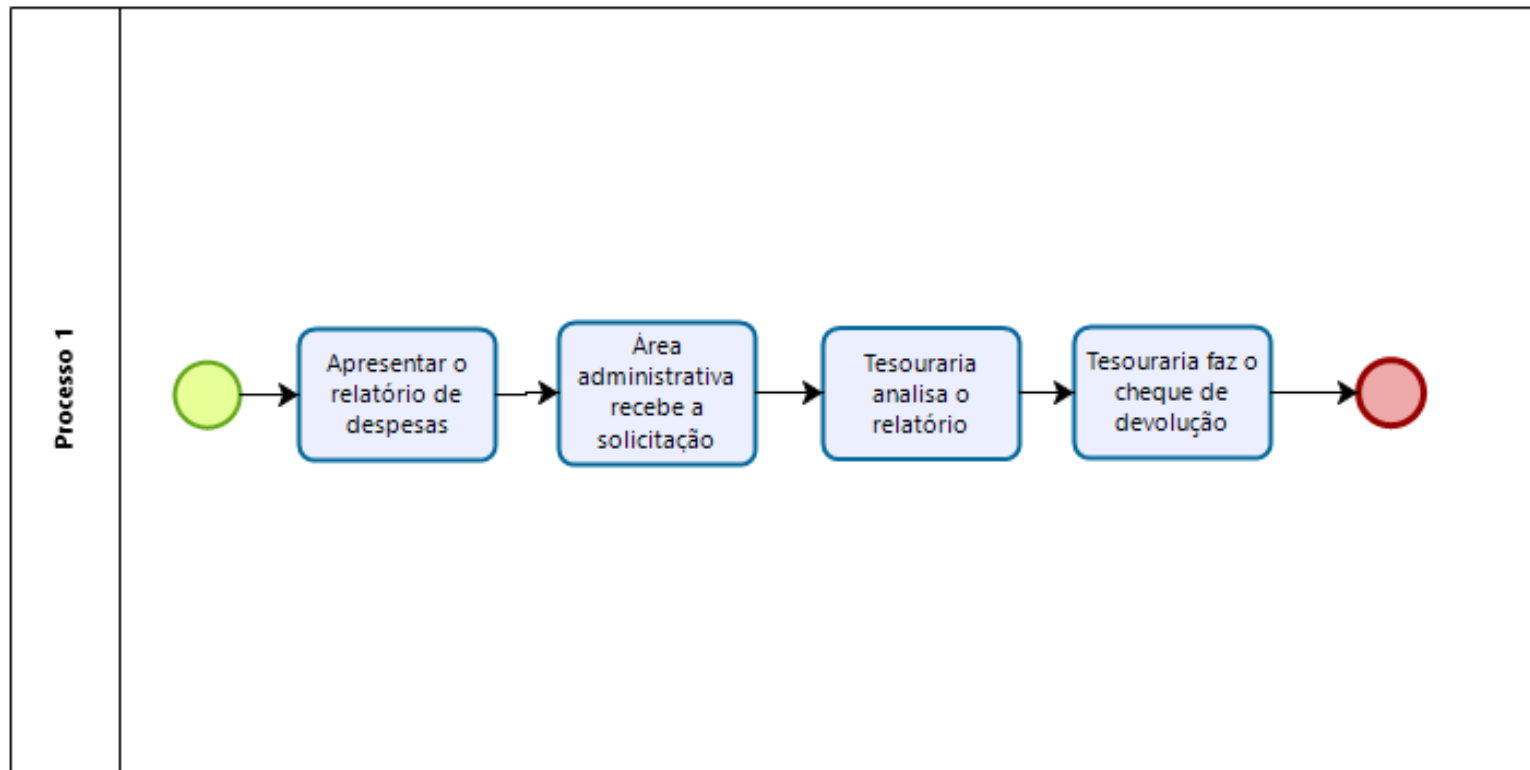 Processo 1
Apresentar o
relatório de
despesas
Área
administrativa
recebe a
solicitação
Tesouraria
analisa o
relatório
Tesouraria faz o
cheque de
devolução